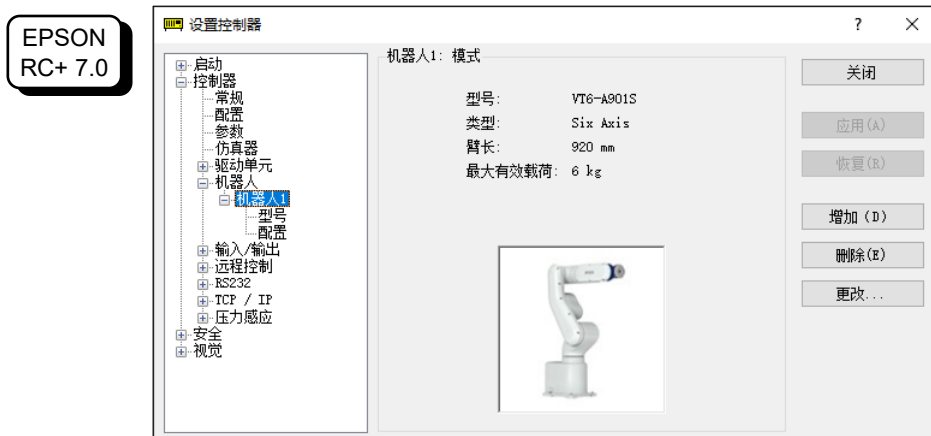 EPSON
RC+ 7.0
设置控制器
?
启动
控制器
常规
配置
参数
仿真器
驱动单元
机器人
机器人1
型号
配置
输入/输出
远程控制
RS232
TCP / IP
压力感应
安全
视觉
机器人1: 模式
型号: VT6-A901S
类型: Six Axis
臂长: 920 mm
最大有效载荷: 6 kg
关闭
应用(A)
恢复(R)
增加 (D)
删除(E)
更改...